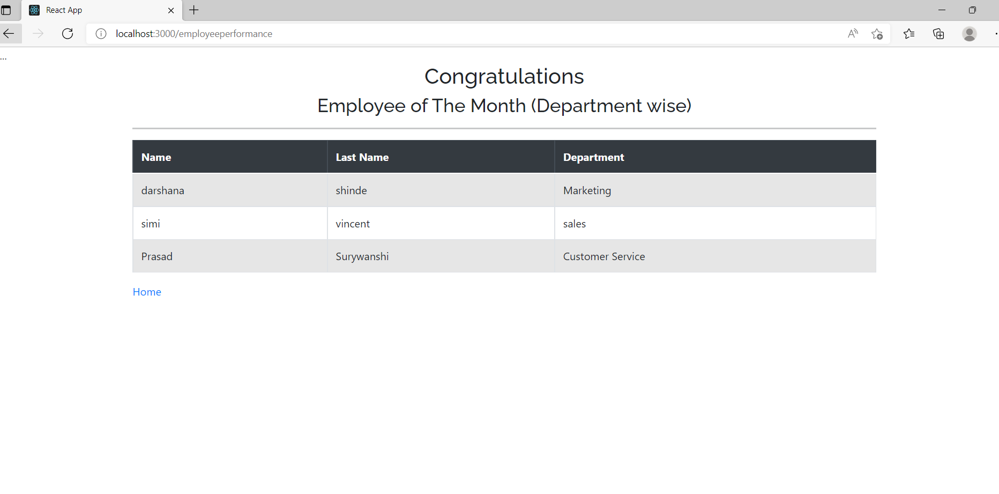 React App
localhost:3000/employeeperformance
...
Congratulations
Employee of The Month (Department wise)
Name Last Name Department
darshana shinde Marketing
simi vincent sales
Prasad Surywanshi Customer Service
Home